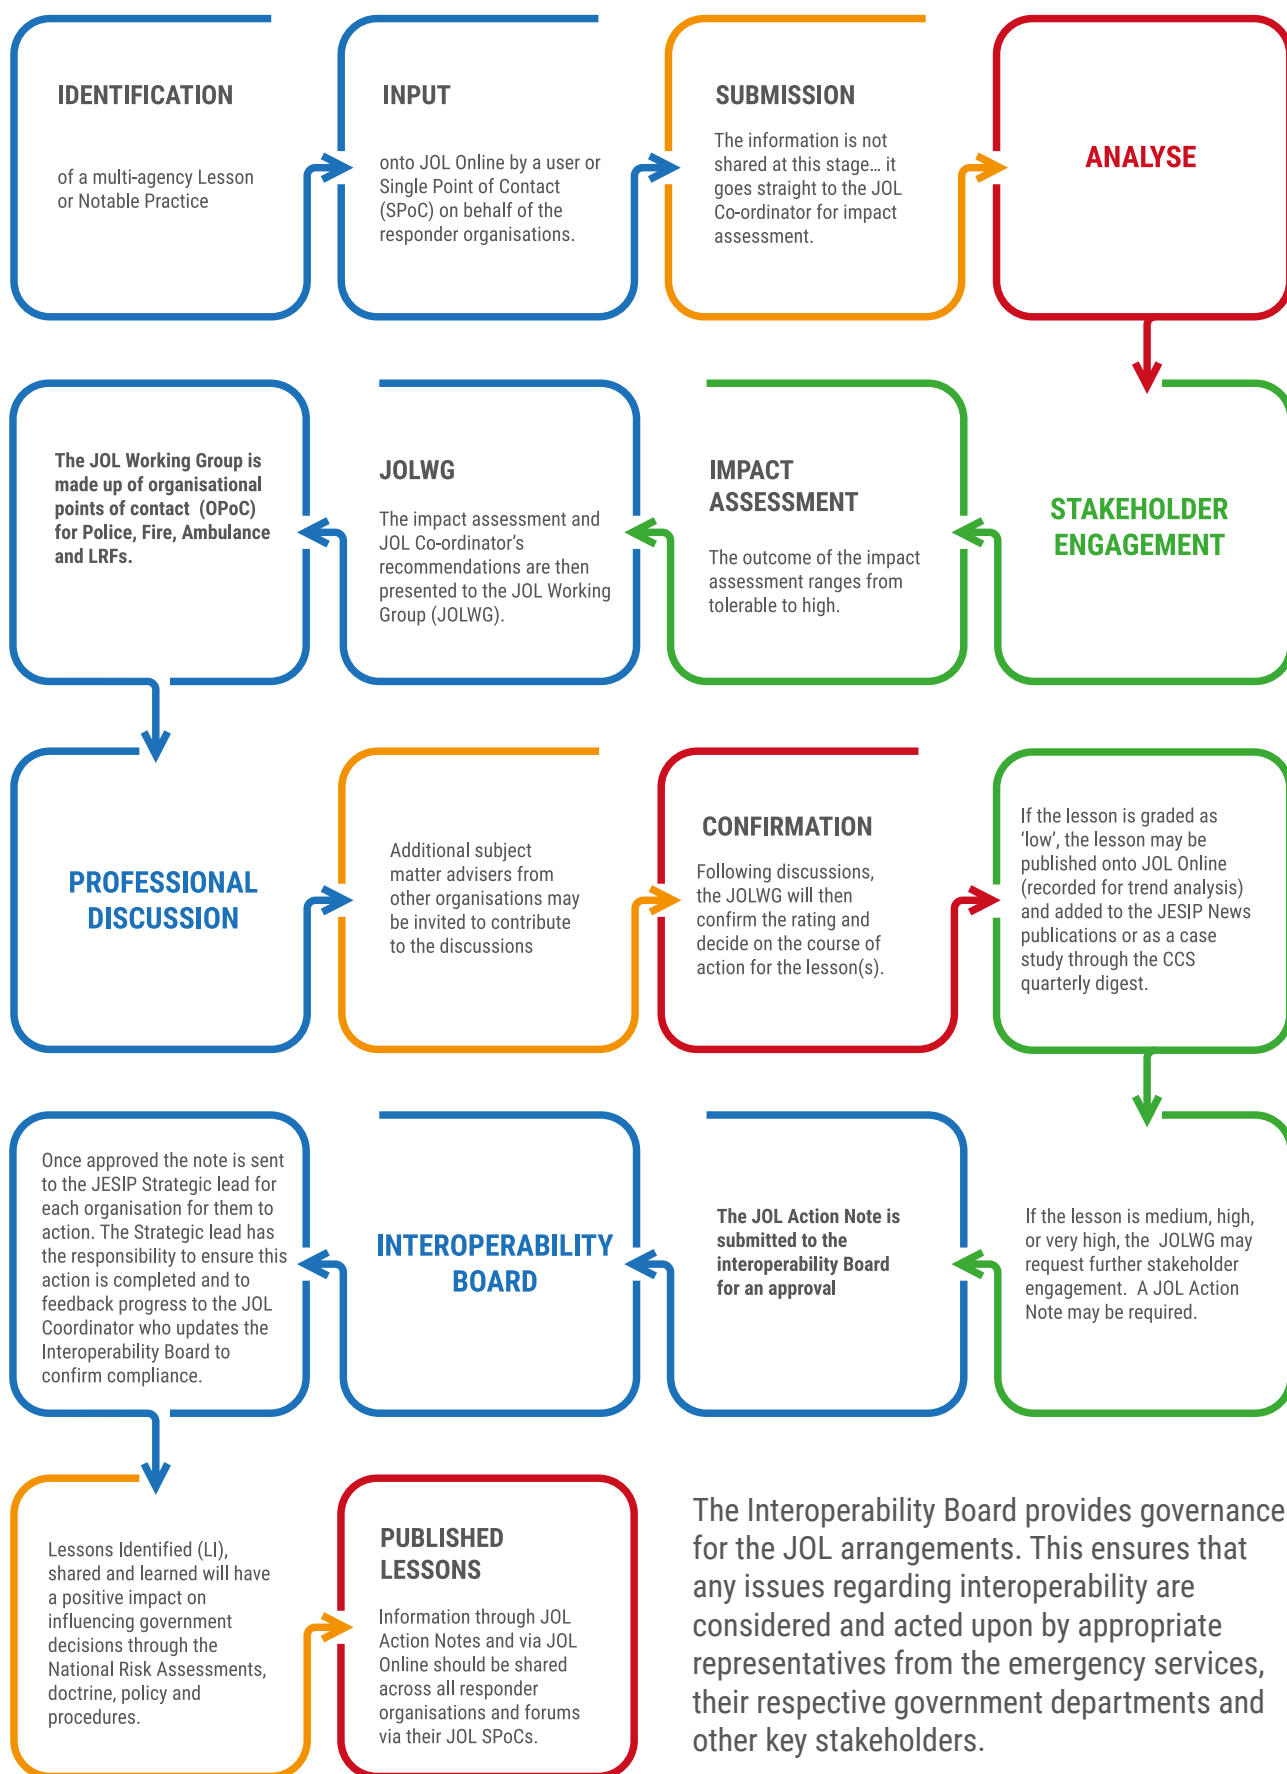 IDENTIFICATION
of a multi-agency Lesson
or Notable Practice
INPUT
onto JOL Online by a user or
Single Point of Contact
(SPoC) on behalf of the
responder organisations.
SUBMISSION
The information is not
shared at this stage... it
goes straight to the JOL
Co-ordinator for impact
assessment.
ANALYSE
STAKEHOLDER
ENGAGEMENT
IMPACT
ASSESSMENT
The outcome of the impact
assessment ranges from
tolerable to high.
JOLWG
The impact assessment and
JOL Co-ordinator's
recommendations are then
presented to the JOL Working
Group (JOLWG).
The JOL Working Group is
made up of organisational
points of contact (OPoC)
for Police, Fire, Ambulance
and LRFs.
PROFESSIONAL
DISCUSSION
Additional subject
matter advisers from
other organisations may
be invited to contribute
to the discussions
CONFIRMATION
Following discussions,
the JOLWG will then
confirm the rating and
decide on the course of
action for the lesson(s).
If the lesson is graded as
‘low’, the lesson may be
published onto JOL Online
(recorded for trend analysis)
and added to the JESIP News
publications or as a case
study through the CCS
quarterly digest.
If the lesson is medium, high,
or very high, the JOLWG may
request further stakeholder
engagement. A JOL Action
Note may be required.
The JOL Action Note is
submitted to the
interoperability Board
for an approval
INTEROPERABILITY
BOARD
Once approved the note is sent
to the JESIP Strategic lead for
each organisation for them to
action. The Strategic lead has
the responsibility to ensure this
action is completed and to
feedback progress to the JOL
Coordinator who updates the
Interoperability Board to
confirm compliance.
Lessons Identified (LI),
shared and learned will have
a positive impact on
influencing government
decisions through the
National Risk Assessments,
doctrine, policy and
procedures.
PUBLISHED
LESSONS
Information through JOL
Action Notes and via JOL
Online should be shared
across all responder
organisations and forums
via their JOL SPoCs.
The Interoperability Board provides governance
for the JOL arrangements. This ensures that
any issues regarding interoperability are
considered and acted upon by appropriate
representatives from the emergency services,
their respective government departments and
other key stakeholders.